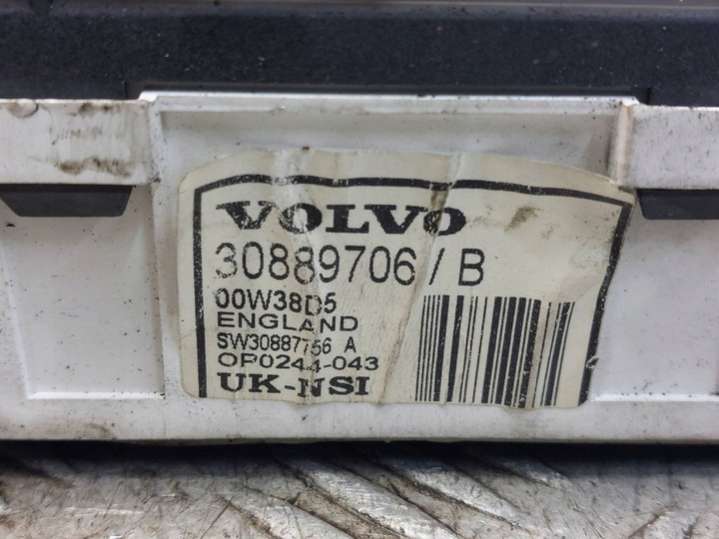 VOLVO
30889706/B
00W38D5
ENGLAND
SW30887756 A
OP0244-043
UK-NSI